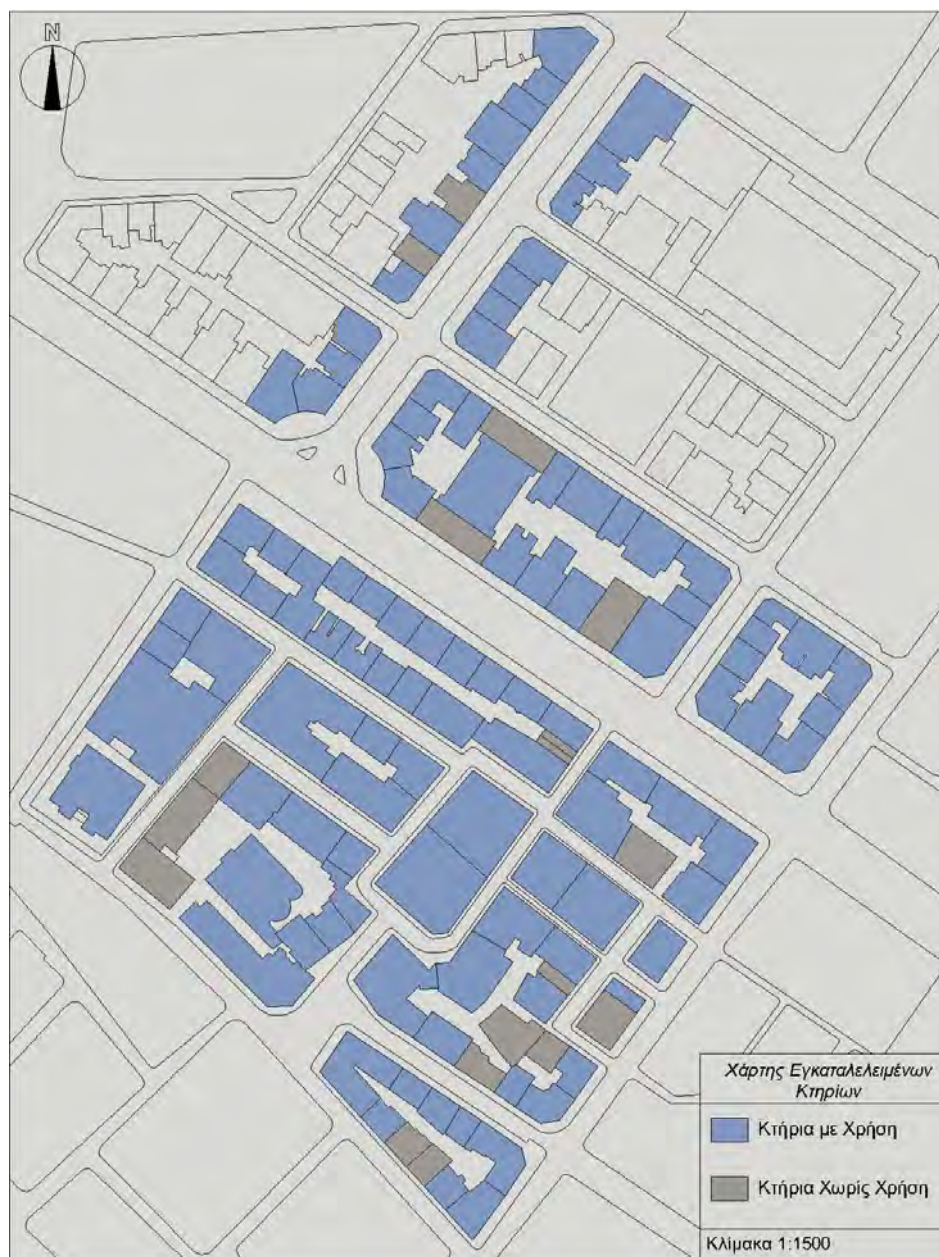 N
Χάρτης Εγκαταλελειμένων
Κτηρίων
Κτήρια με Χρήση
Κτήρια Χωρίς Χρήση
Κλίμακα 1:1500